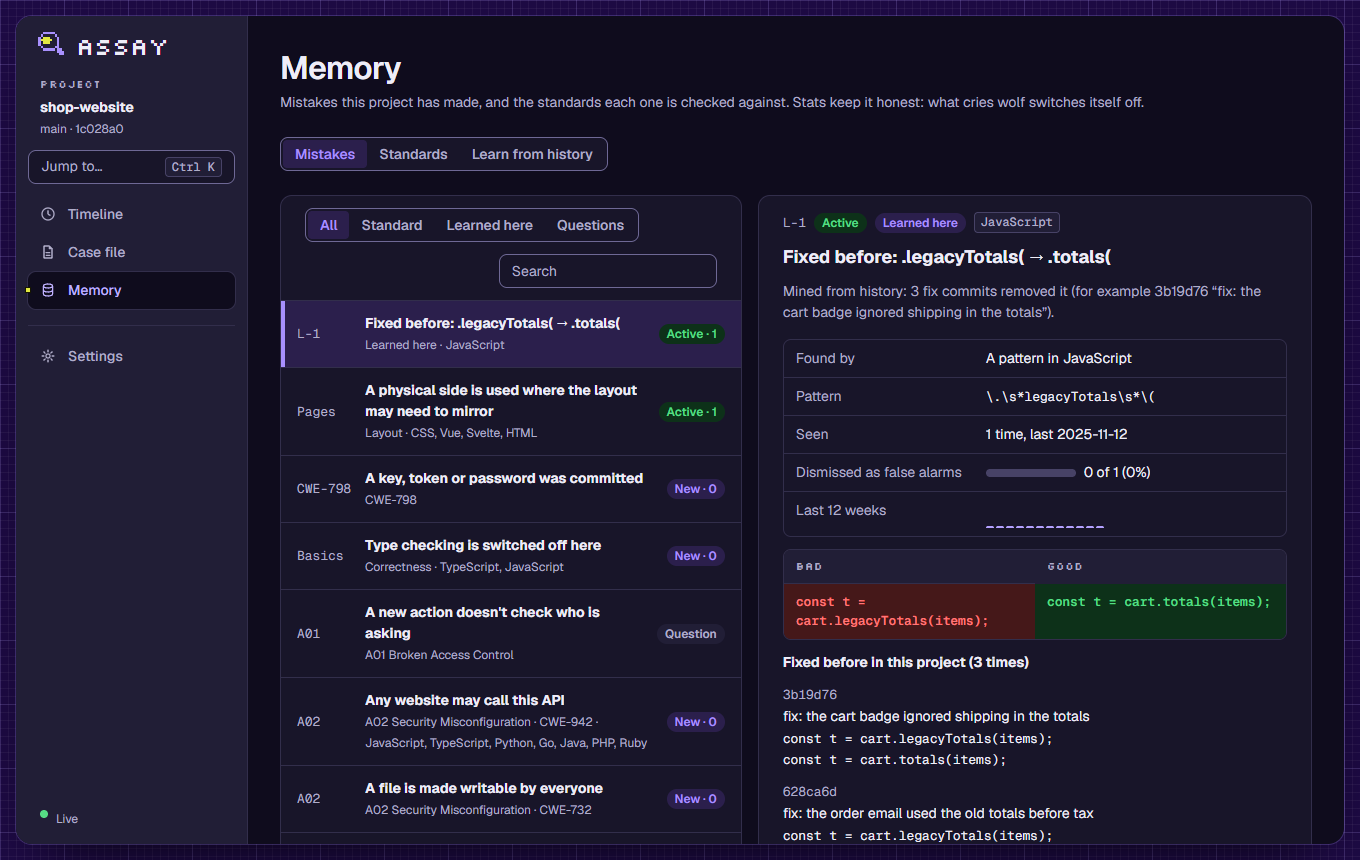 ASSAY
PROJECT
shop-website
main · 1c028a0
Jump to… Ctrl K
Timeline
Case file
Memory
Settings
Live
Memory
Mistakes this project has made, and the standards each one is checked against. Stats keep it honest: what cries wolf switches itself off.
Mistakes Standards Learn from history
All Standard Learned here Questions
Search
L-1 Fixed before: .legacyTotals( → .totals( Active · 1
Learned here · JavaScript
Pages A physical side is used where the layout
may need to mirror Active · 1
Layout · CSS, Vue, Svelte, HTML
CWE-798 A key, token or password was committed New · 0
CWE-798
Basics Type checking is switched off here New · 0
Correctness · TypeScript, JavaScript
A01 A new action doesn't check who is
asking Question
A01 Broken Access Control
A02 Any website may call this API New · 0
A02 Security Misconfiguration · CWE-942 ·
JavaScript, TypeScript, Python, Go, Java, PHP, Ruby
A02 A file is made writable by everyone New · 0
A02 Security Misconfiguration · CWE-732
L-1 Active Learned here JavaScript
Fixed before: .legacyTotals( → .totals(
Mined from history: 3 fix commits removed it (for example 3b19d76 “fix: the
cart badge ignored shipping in the totals”).
Found by A pattern in JavaScript
Pattern \.\s*legacyTotals\s*\(
Seen 1 time, last 2025-11-12
Dismissed as false alarms 0 of 1 (0%)
Last 12 weeks
BAD GOOD
const t =
cart.legacyTotals(items);
const t = cart.totals(items);
Fixed before in this project (3 times)
3b19d76
fix: the cart badge ignored shipping in the totals
const t = cart.legacyTotals(items);
const t = cart.totals(items);
628ca6d
fix: the order email used the old totals before tax
const t = cart.legacyTotals(items);